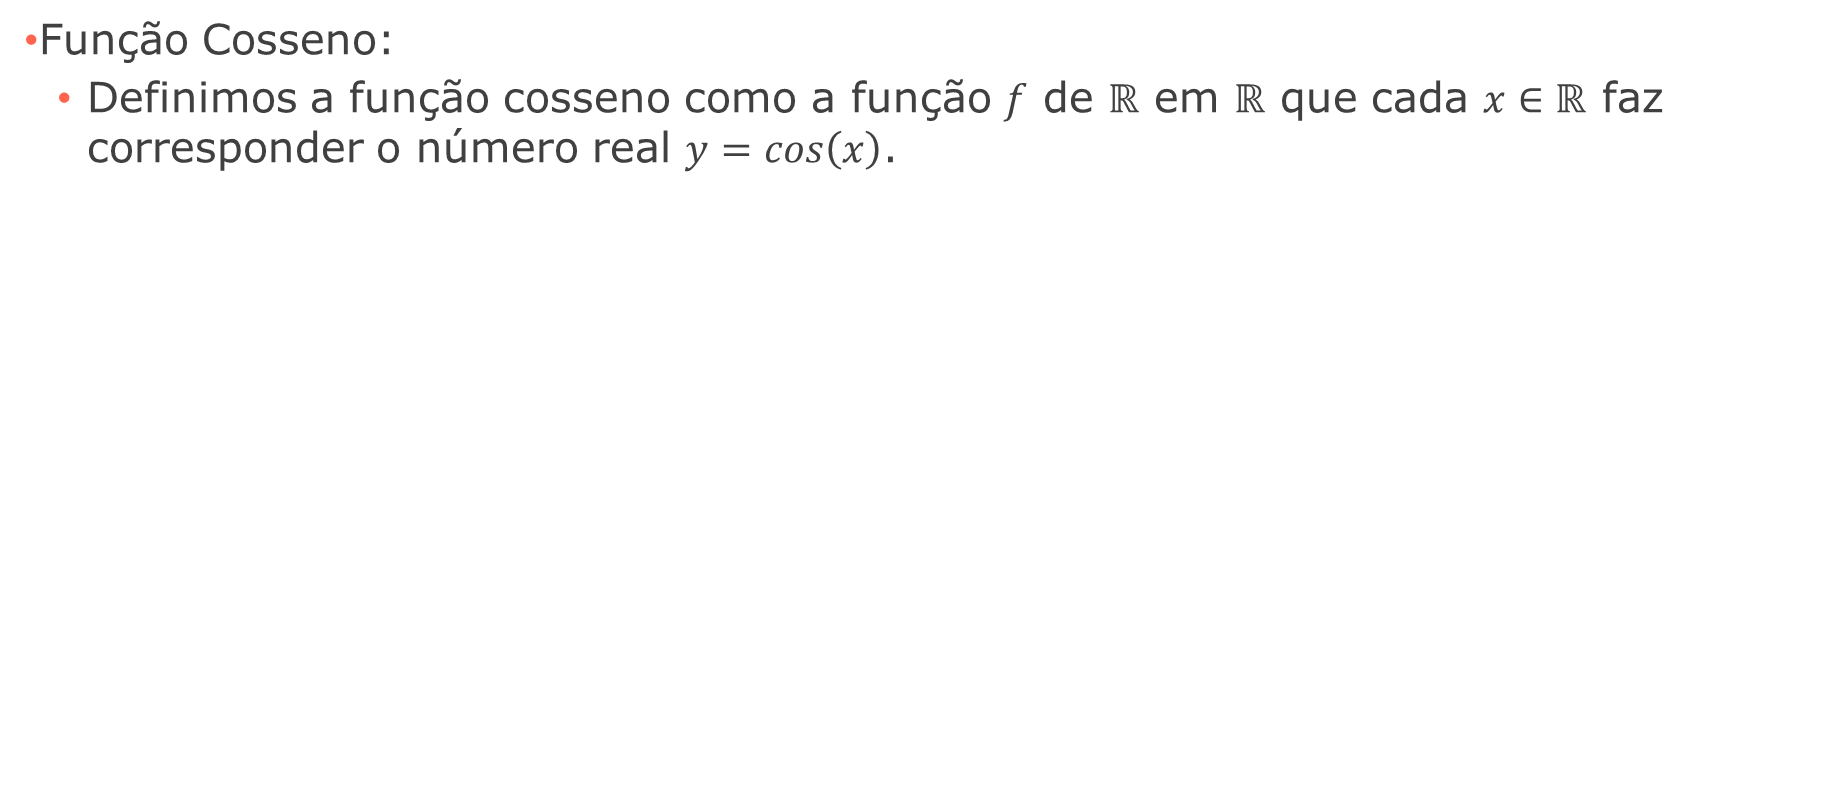 •Função Cosseno:
• Definimos a função cosseno como a função 𝑓 de ℝ em ℝ que cada 𝑥 ∈ ℝ faz
corresponder o número real 𝑦 = 𝑐𝑜𝑠(𝑥).